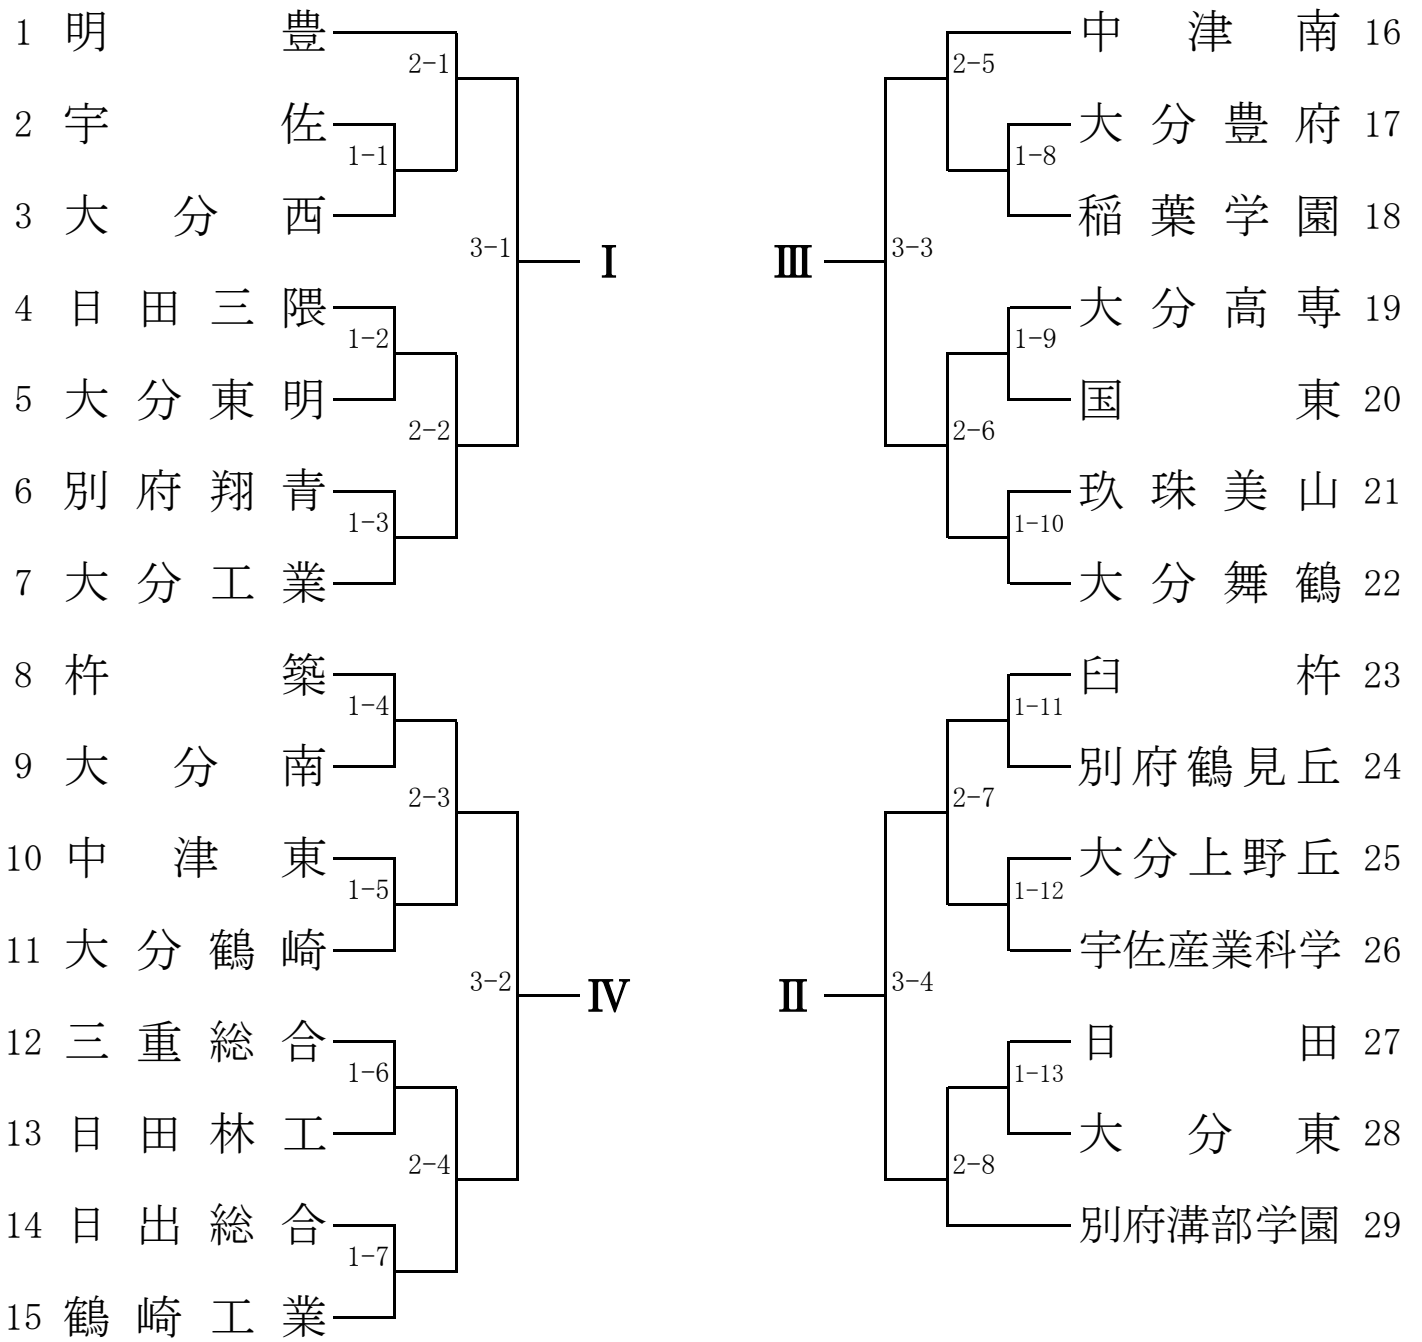 1 明豊
2-1
2 宇佐
1-1
3 大分西
3-1
I
4 日田三隈
1-2
5 大分東明
2-2
6 別府翔青
1-3
7 大分工業
8 杵築
1-4
9 大分南
2-3
10 中津東
1-5
11 大分鶴崎
3-2
IV
12 三重総合
1-6
13 日田林工
2-4
14 日出総合
1-7
15 鶴崎工業
中津南 16
2-5
大分豊府 17
1-8
稲葉学園 18
III
3-3
大分高専 19
1-9
国東 20
2-6
玖珠美山 21
1-10
大分舞鶴 22
臼杵 23
1-11
別府鶴見丘 24
2-7
大分上野丘 25
1-12
宇佐産業科学 26
II
3-4
日田 27
1-13
大分東 28
2-8
別府溝部学園 29